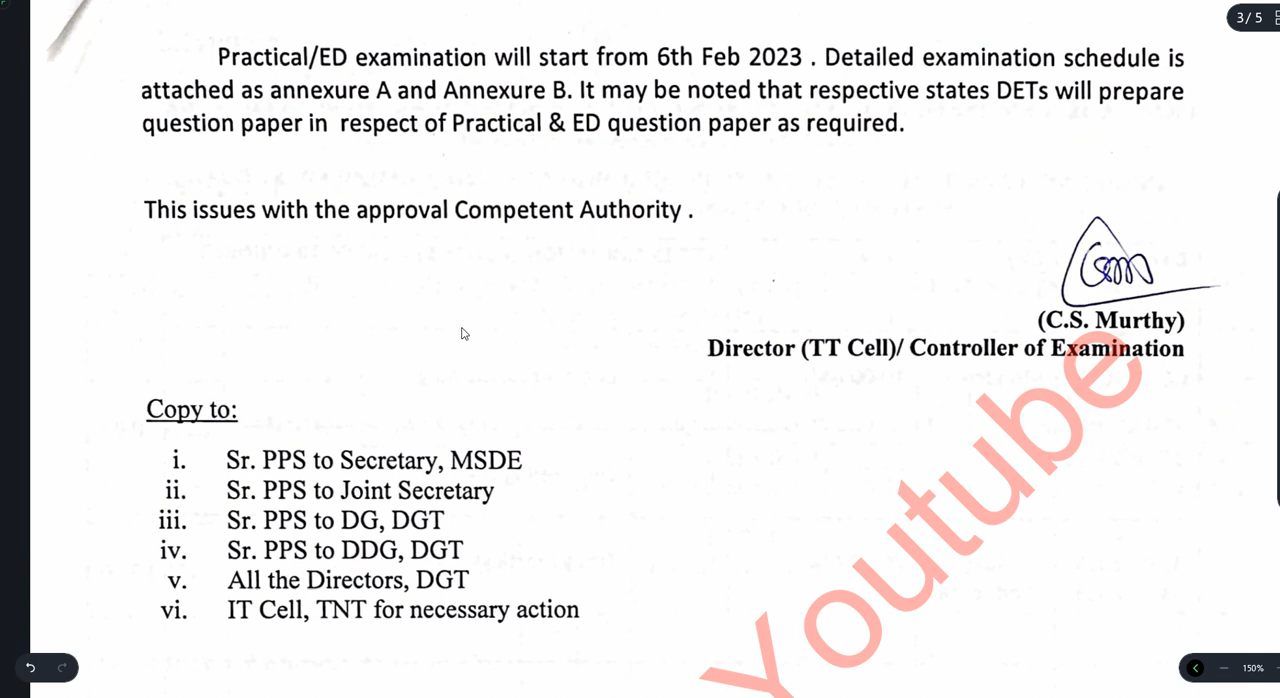 3/5
Practical/ED examination will start from 6th Feb 2023 . Detailed examination schedule is
attached as annexure A and Annexure B. It may be noted that respective states DETs will prepare
question paper in respect of Practical & ED question paper as required.
This issues with the approval Competent Authority .
(C.S. Murthy)
Director (TT Cell)/ Controller of Examination
Copy to:
i. Sr. PPS to Secretary, MSDE
ii. Sr. PPS to Joint Secretary
iii. Sr. PPS to DG, DGT
iv. Sr. PPS to DDG, DGT
v. All the Directors, DGT
vi. IT Cell, TNT for necessary action
Youtube
150%